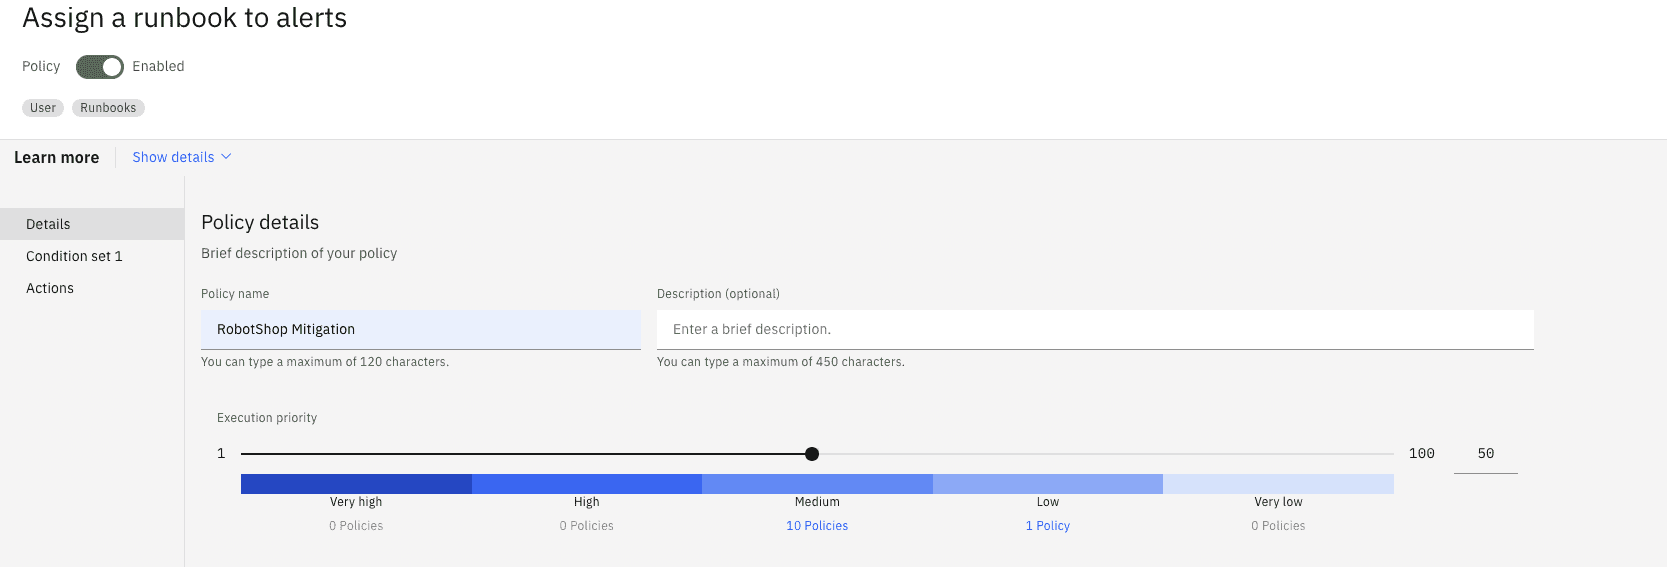 Assign a runbook to alerts
Policy Enabled
User Runbooks
Learn more Show details
Details
Condition set 1
Actions
Policy details
Brief description of your policy
Policy name
RobotShop Mitigation
You can type a maximum of 120 characters.
Description (optional)
Enter a brief description.
You can type a maximum of 450 characters.
Execution priority
1 100 50
Very high High Medium Low Very low
0 Policies 0 Policies 10 Policies 1 Policy 0 Policies